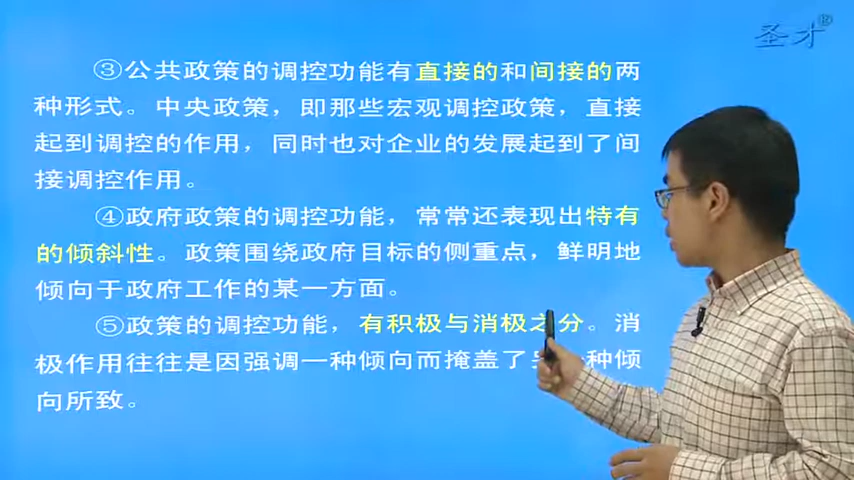 圣才®
③公共政策的调控功能有直接的和间接的两
种形式。中央政策，即那些宏观调控政策，直接
起到调控的作用，同时也对企业的发展起到了间
接调控作用。
④政府政策的调控功能，常常还表现出特有
的倾斜性。政策围绕政府目标的侧重点，鲜明地
倾向于政府工作的某一方面。
⑤政策的调控功能，有积极与消极之分。消
极作用往往是因强调一种倾向而掩盖了 种倾
向所致。